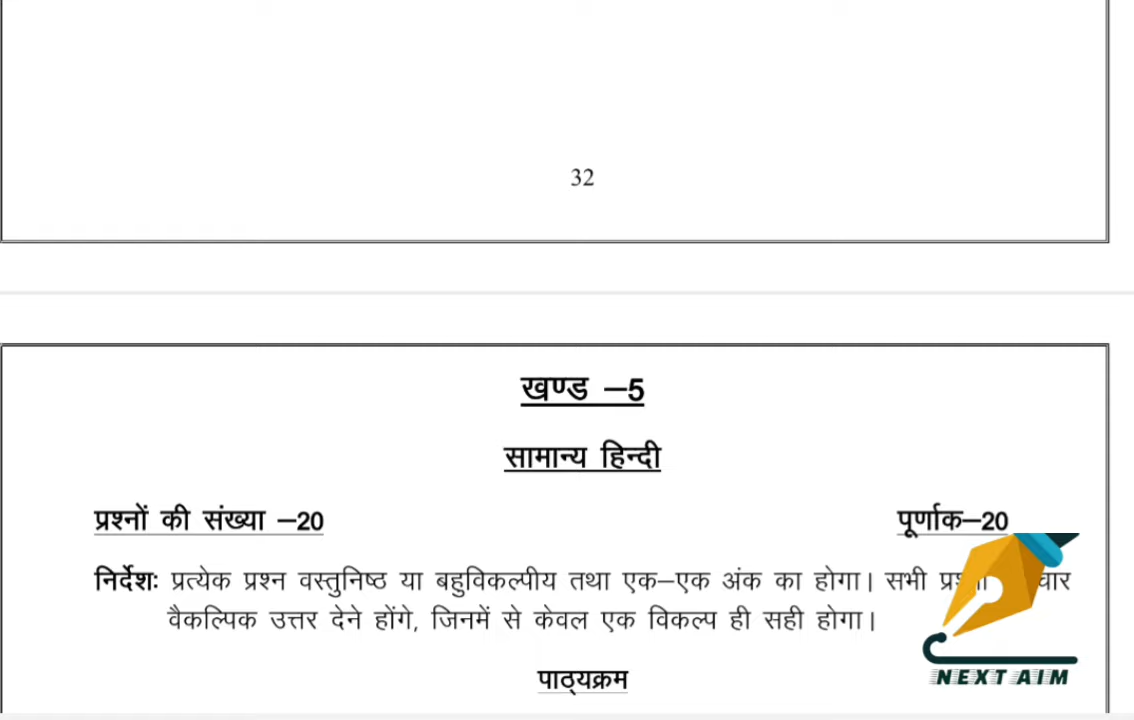 32
खण्ड –5
सामान्य हिन्दी
प्रश्नों की संख्या –20 पूर्णाक–20
निर्देशः प्रत्येक प्रश्न वस्तुनिष्ठ या बहुविकल्पीय तथा एक–एक अंक का होगा। सभी
वैकल्पिक उत्तर देने होंगे, जिनमें से केवल एक विकल्प ही सही होगा।
पाठ्यक्रम
NEXT AIM